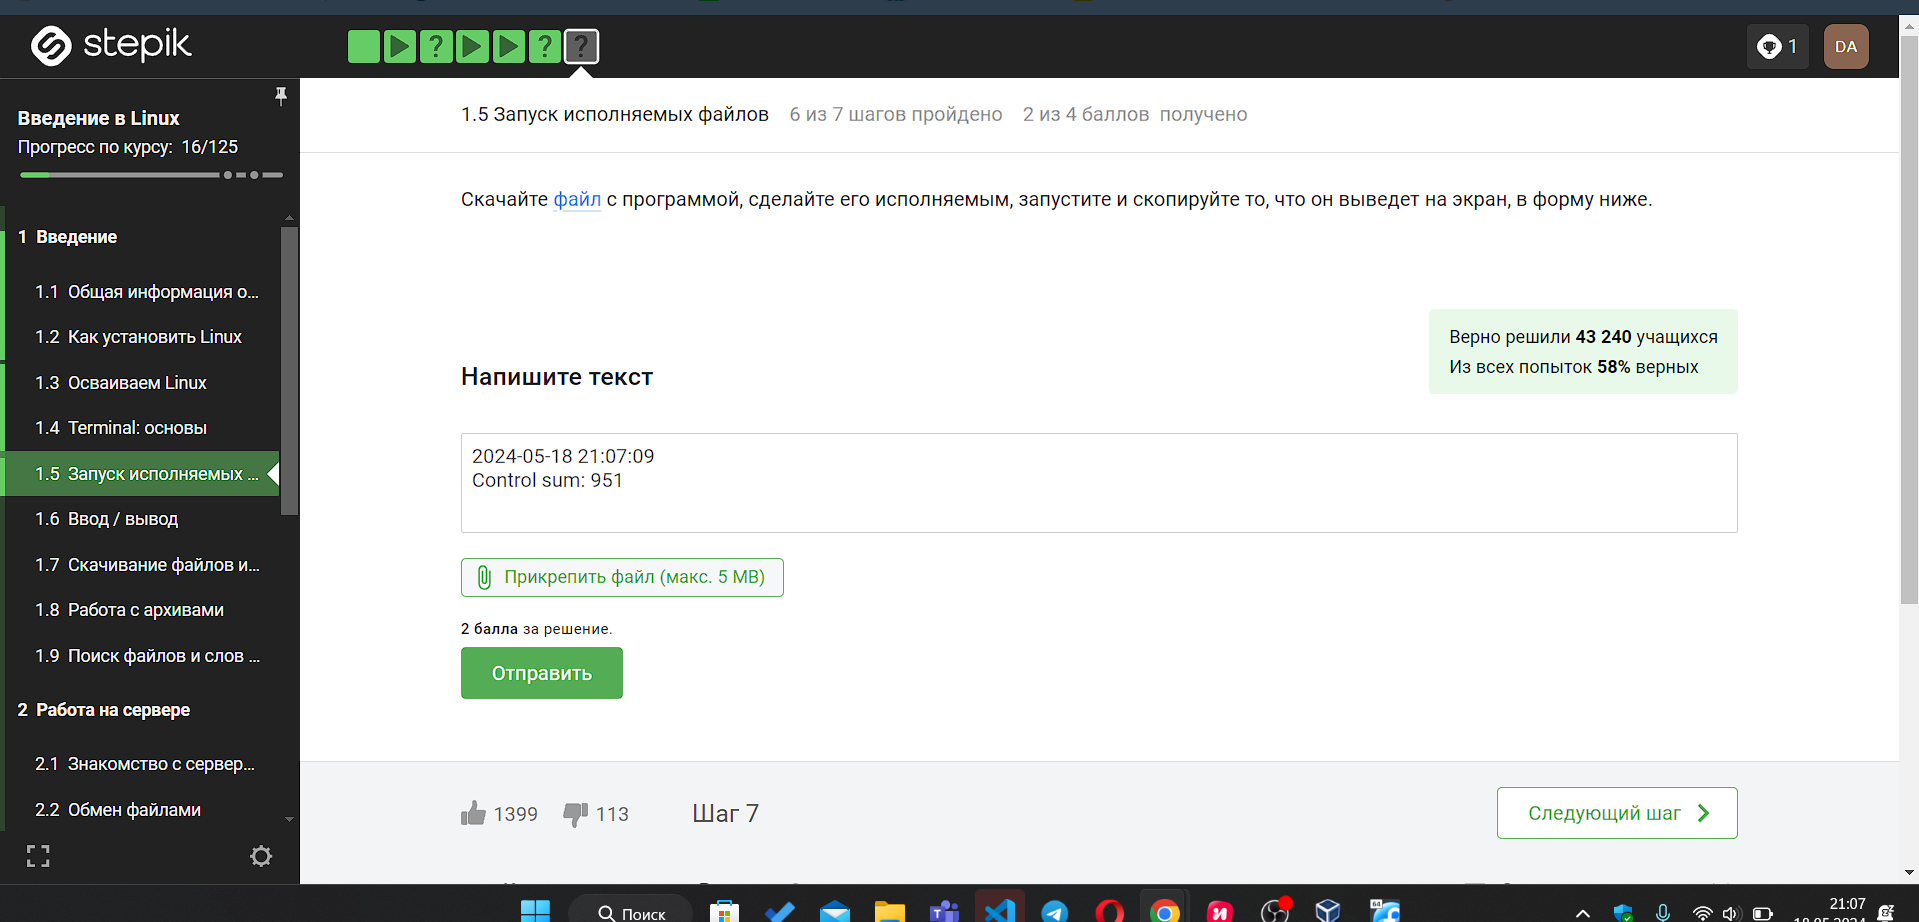 stepik
? ? ?
1
DA
Введение в Linux
Прогресс по курсу: 16/125
1 Введение
1.1 Общая информация о...
1.2 Как установить Linux
1.3 Осваиваем Linux
1.4 Terminal: основы
1.5 Запуск исполняемых ...
1.6 Ввод / вывод
1.7 Скачивание файлов и...
1.8 Работа с архивами
1.9 Поиск файлов и слов ...
2 Работа на сервере
2.1 Знакомство с сервер...
2.2 Обмен файлами
1.5 Запуск исполняемых файлов 6 из 7 шагов пройдено 2 из 4 баллов получено
Скачайте файл с программой, сделайте его исполняемым, запустите и скопируйте то, что он выведет на экран, в форму ниже.
Верно решили 43 240 учащихся
Из всех попыток 58% верных
Напишите текст
2024-05-18 21:07:09
Control sum: 951
Прикрепить файл (макс. 5 MB)
2 балла за решение.
Отправить
1399 113 Шаг 7
Следующий шаг
Поиск
64
21:07
18.05.2024